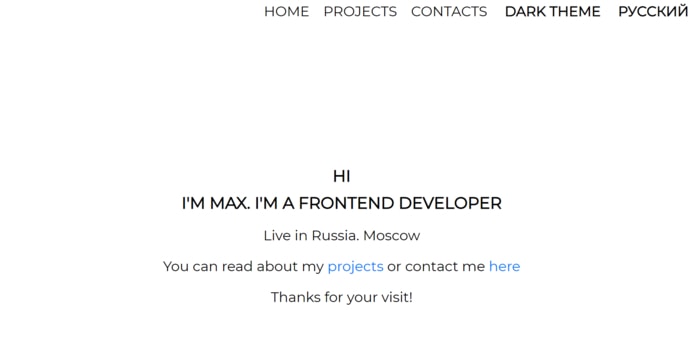 HOME PROJECTS CONTACTS DARK THEME РУССКИЙ
HI
I'M MAX. I'M A FRONTEND DEVELOPER
Live in Russia. Moscow
You can read about my projects or contact me here
Thanks for your visit!